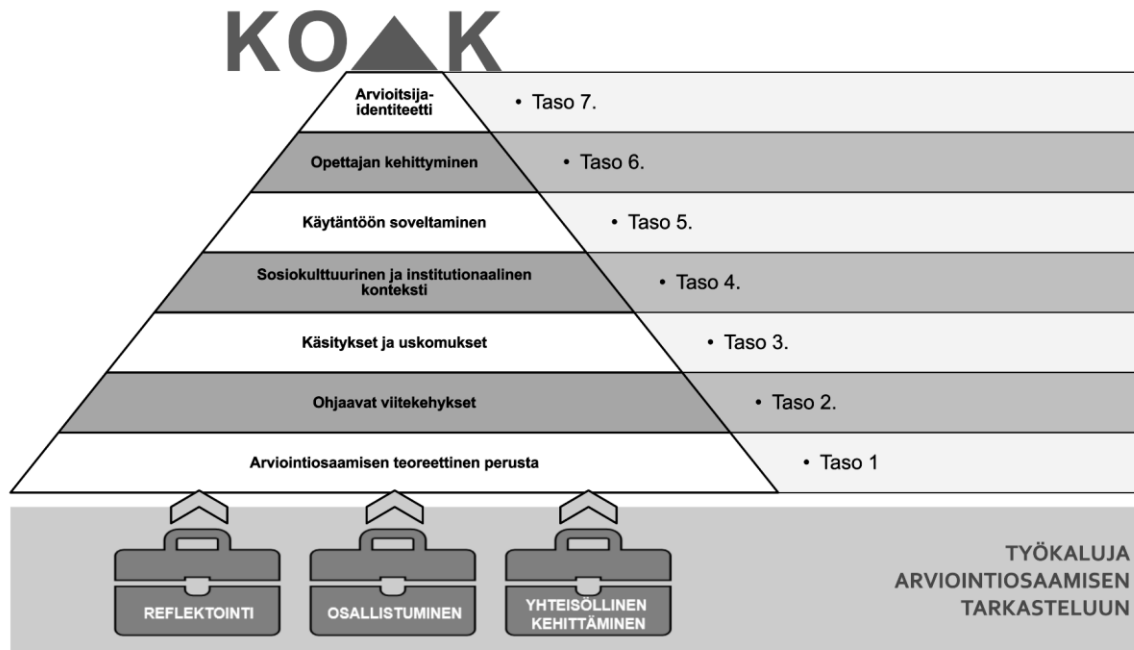 KO▲K
Arvioitsija-
identiteetti
• Taso 7.
Opettajan kehittyminen
• Taso 6.
Käytäntöön soveltaminen
• Taso 5.
Sosiokulttuurinen ja institutionaalinen
konteksti
• Taso 4.
Käsitykset ja uskomukset
• Taso 3.
Ohjaavat viitekehykset
• Taso 2.
Arviointiosaamisen teoreettinen perusta
• Taso 1
REFLEKTOINTI
OSALLISTUMINEN
YHTEISÖLLINEN
KEHITTÄMINEN
TYÖKALUJA
ARVIOINTIOSAAMISEN
TARKASTELUUN